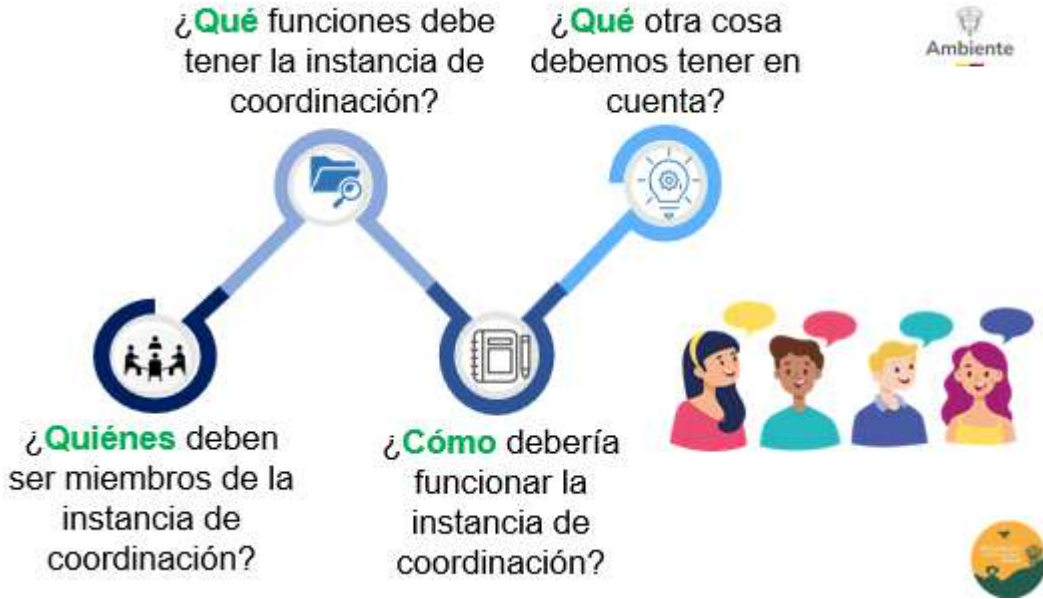 ¿Qué funciones debe
tener la instancia de
coordinación?
¿Qué otra cosa
debemos tener en
cuenta?
Ambiente
¿Quiénes deben
ser miembros de la
instancia de
coordinación?
¿Cómo debería
funcionar la
instancia de
coordinación?